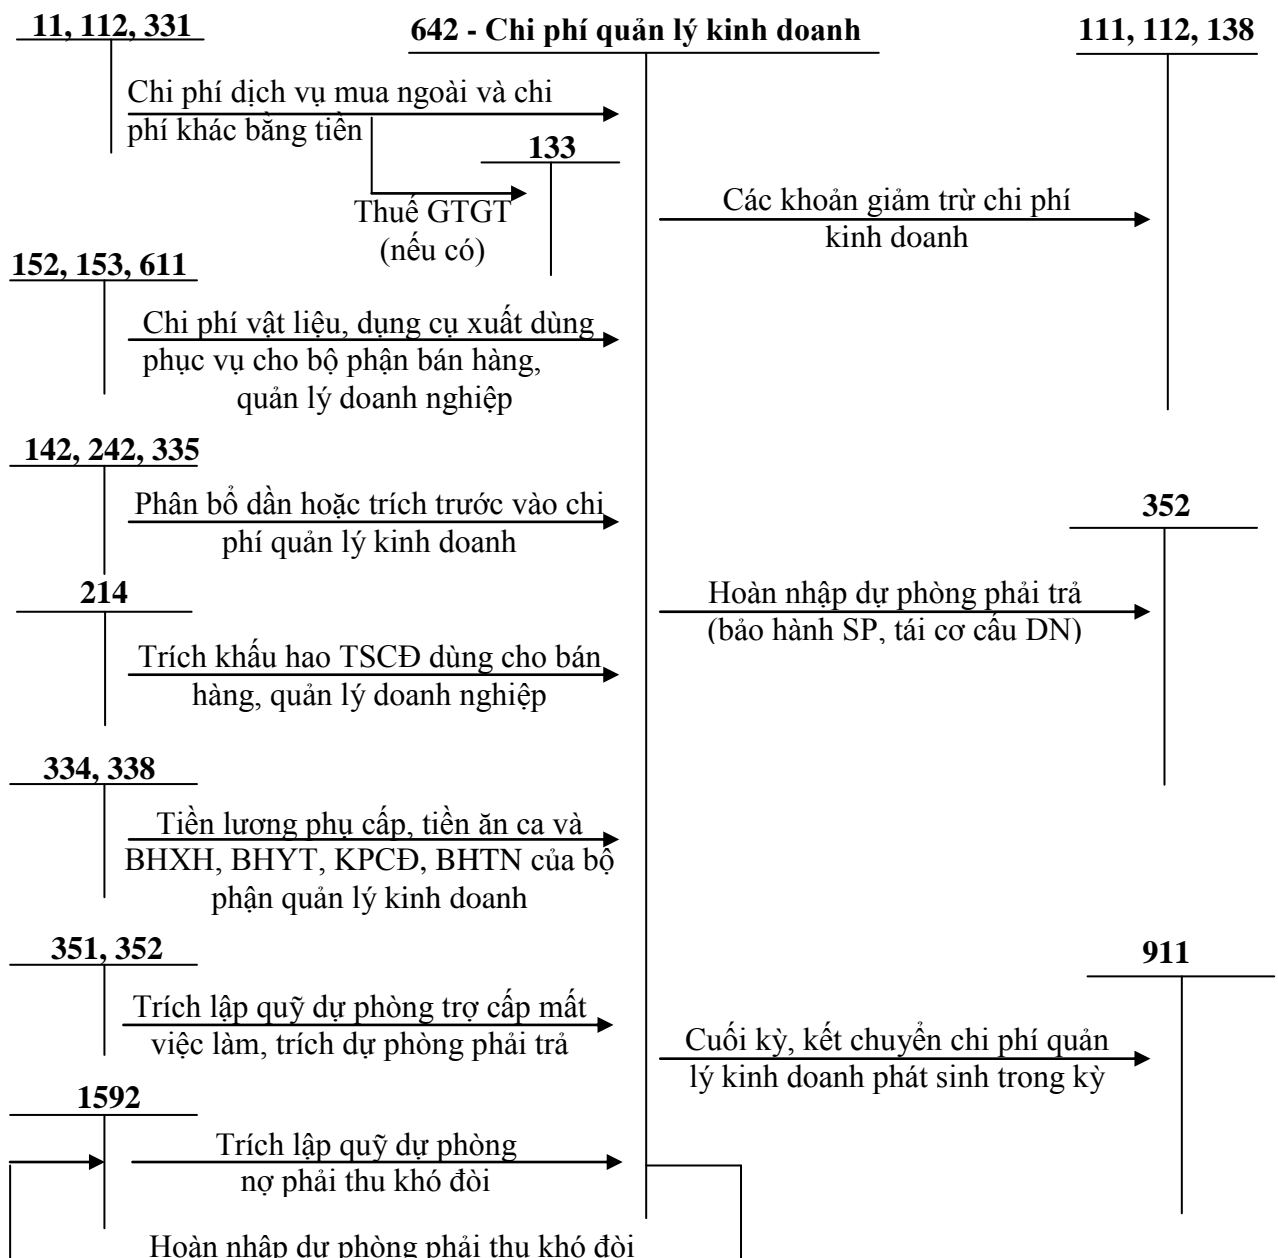 11, 112, 331
642 - Chi phí quản lý kinh doanh
111, 112, 138
Chi phí dịch vụ mua ngoài và chi
phí khác bằng tiền
133
Thuế GTGT
(nếu có)
Các khoản giảm trừ chi phí
kinh doanh
152, 153, 611
Chi phí vật liệu, dụng cụ xuất dùng
phục vụ cho bộ phận bán hàng,
quản lý doanh nghiệp
142, 242, 335
Phân bổ dần hoặc trích trước vào chi
phí quản lý kinh doanh
352
214
Hoàn nhập dự phòng phải trả
(bảo hành SP, tái cơ cấu DN)
Trích khấu hao TSCĐ dùng cho bán
hàng, quản lý doanh nghiệp
334, 338
Tiền lương phụ cấp, tiền ăn ca và
BHXH, BHYT, KPCĐ, BHTN của bộ
phận quản lý kinh doanh
351, 352
911
Trích lập quỹ dự phòng trợ cấp mất
việc làm, trích dự phòng phải trả
Cuối kỳ, kết chuyển chi phí quản
lý kinh doanh phát sinh trong kỳ
1592
Trích lập quỹ dự phòng
nợ phải thu khó đòi
Hoàn nhập dự phòng phải thu khó đòi